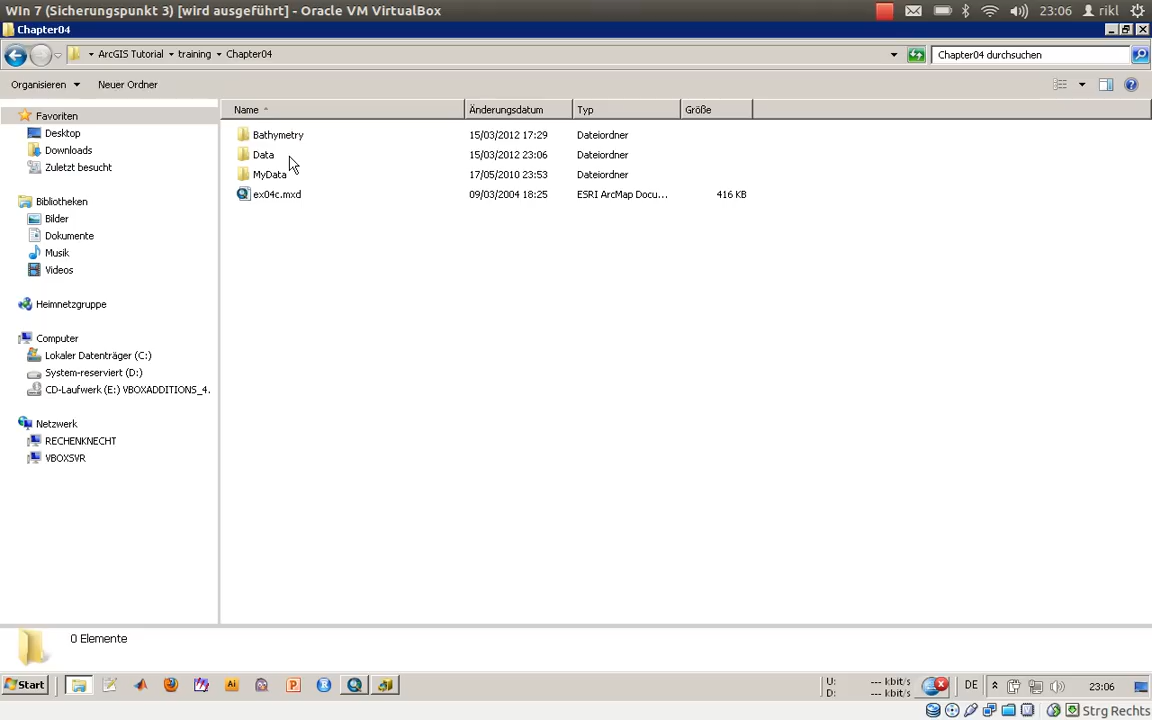 WIn 7 (Sicherungspunkt 3) [wird ausgeführt] - Oracle VM VirtualBox
23:06 rikl
Chapter04
ArcGIS Tutorial training Chapter04
Chapter04 durchsuchen
Organisieren Neuer Ordner
Favoriten
Desktop
Downloads
Zuletzt besucht
Bibliotheken
Bilder
Dokumente
Musik
Videos
Heimnetzgruppe
Computer
Lokaler Datenträger (C:)
System-reserviert (D:)
CD-Laufwerk (E:) VBOXADDITIONS_4.
Netzwerk
RECHENKNECHT
VBOXSVR
Name Änderungsdatum Typ Größe
Bathymetry 15/03/2012 17:29 Dateiordner
Data 15/03/2012 23:06 Dateiordner
MyData 17/05/2010 23:53 Dateiordner
ex04c.mxd 09/03/2004 18:25 ESRI ArcMap Docu... 416 KB
0 Elemente
Start
Ai
P
R
U: --- kbit/s
D: --- kbit/s
DE
23:06
Strg Rechts